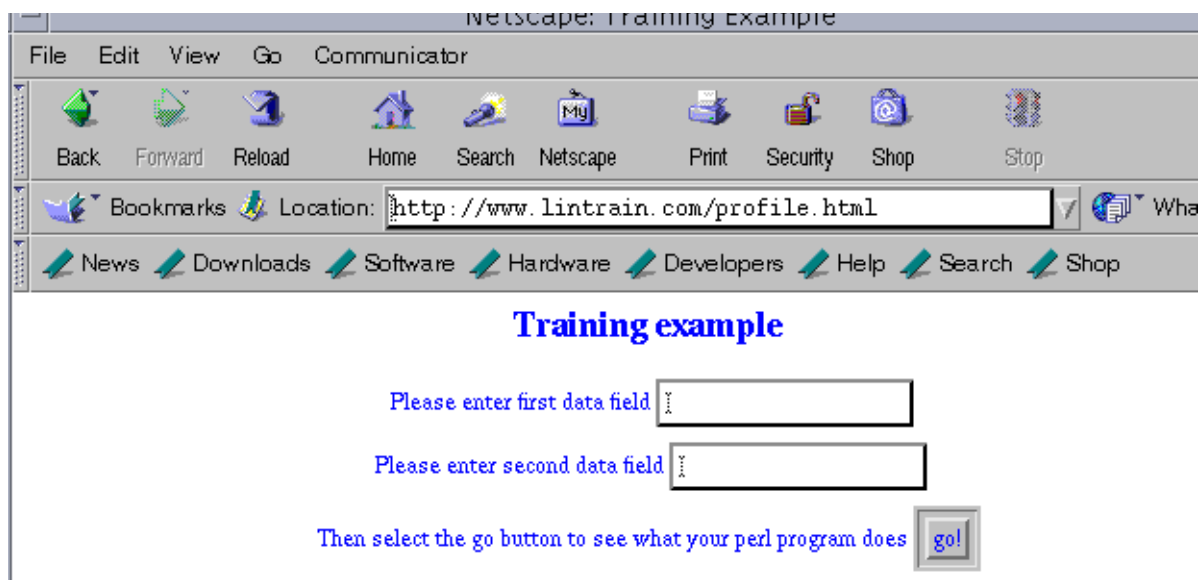 Netscape: Training Example
File Edit View Go Communicator
My
Back Forward Reload Home Search Netscape Print Security Shop Stop
Bookmarks Location: http://www.lintrain.com/profile.html Wha
News Downloads Software Hardware Developers Help Search Shop
Training example
Please enter first data field
Please enter second data field
Then select the go button to see what your perl program does go!